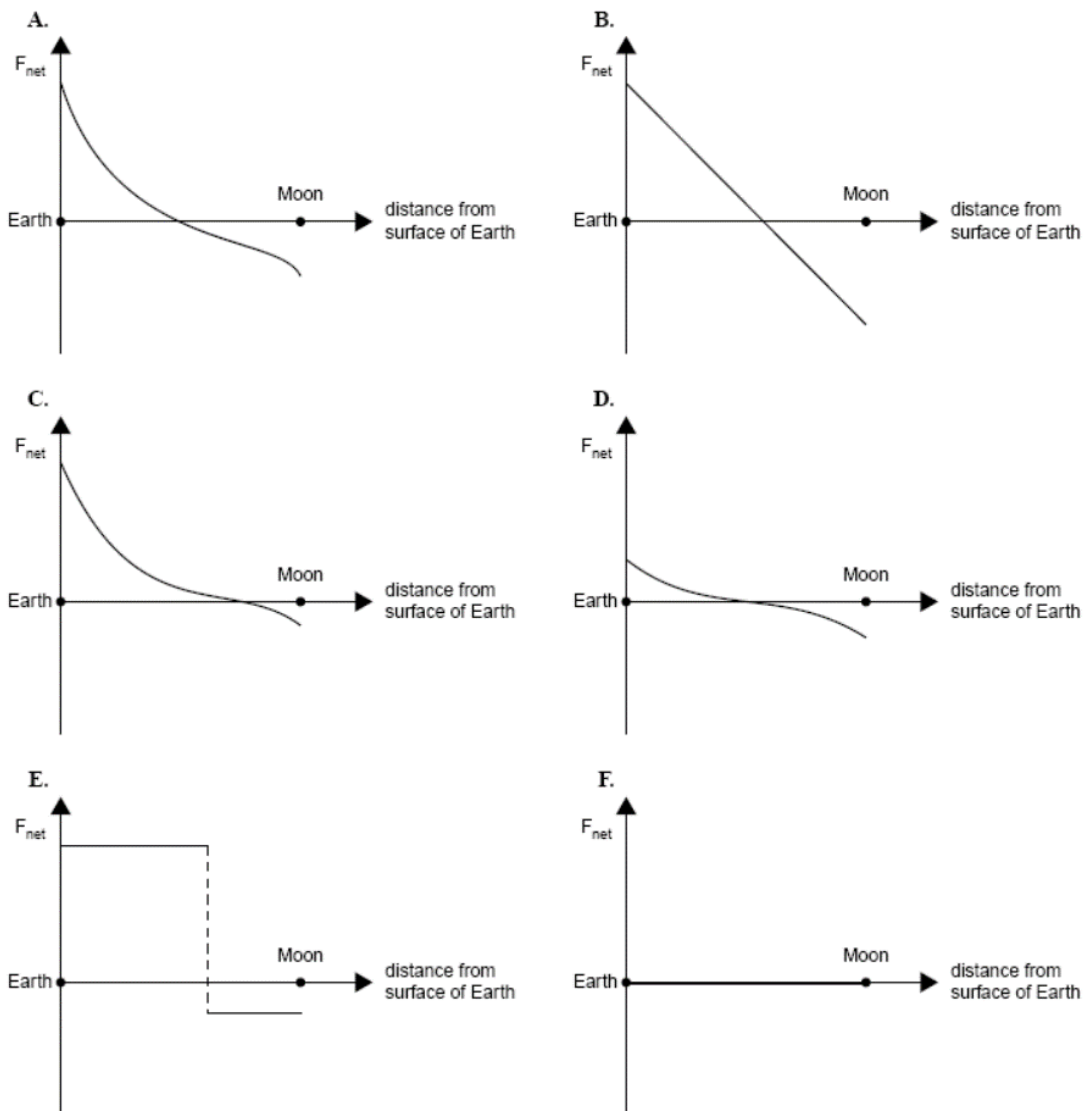 A.
F_net
Earth
Moon
distance from
surface of Earth
B.
F_net
Earth
Moon
distance from
surface of Earth
C.
F_net
Earth
Moon
distance from
surface of Earth
D.
F_net
Earth
Moon
distance from
surface of Earth
E.
F_net
Earth
Moon
distance from
surface of Earth
F.
F_net
Earth
Moon
distance from
surface of Earth